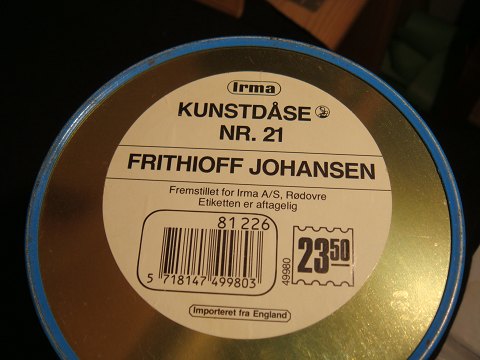 Irma
KUNSTDÅSE
NR. 21
FRITHIOFF JOHANSEN
Fremstillet for Irma A/S, Rødovre
Etiketten er aftagelig
81 226
5 718147 499803
49980
23 50
Importeret fra England